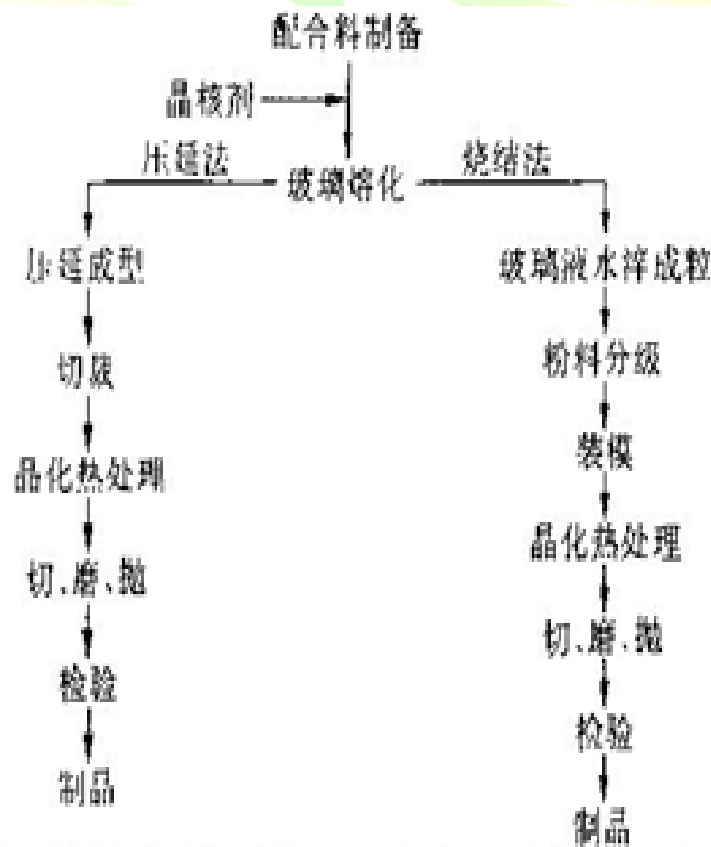 配合料制备
晶核剂
压延法
玻璃熔化
烧结法
压延成型
切裁
晶化热处理
切、磨、抛
检验
制品
玻璃液水淬成粒
粉料分级
装模
晶化热处理
切、磨、抛
检验
制品